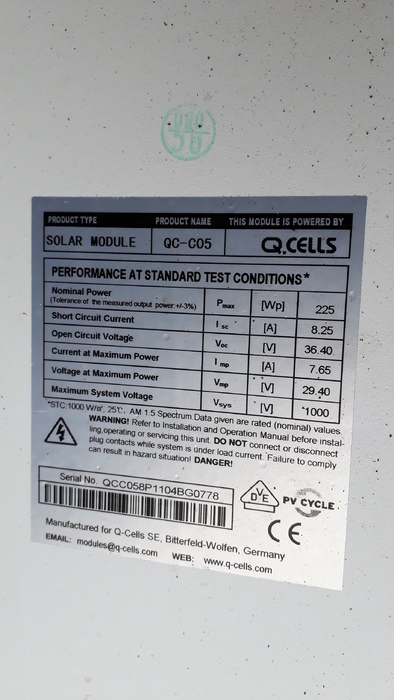 PRODUCT TYPE PRODUCT NAME THIS MODULE IS POWERED BY
SOLAR MODULE QC-C05 Q.CELLS
PERFORMANCE AT STANDARD TEST CONDITIONS*
Nominal Power
(Tolerance of the measured output power:+/-3%) Pmax [Wp] 225
Short Circuit Current Isc [A] 8.25
Open Circuit Voltage Voc [V] 36.40
Current at Maximum Power Imp [A] 7.65
Voltage at Maximum Power Vmp [V] 29.40
Maximum System Voltage Vsys [V] 1000
*STC:1000 W/㎡, 25℃, AM 1.5 Spectrum Data given are rated (nominal) values.
WARNING! Refer to Installation and Operation Manual before instal-
ling,operating or servicing this unit. DO NOT connect or disconnect
plug contacts while system is under load current. Failure to comply
can result in hazard situation! DANGER!
Serial No. QCC058P1104BG0778
DVE PV CYCLE
CE
Manufactured for Q-Cells SE, Bitterfeld-Wolfen, Germany
EMAIL: modules@q-cells.com WEB: www.q-cells.com